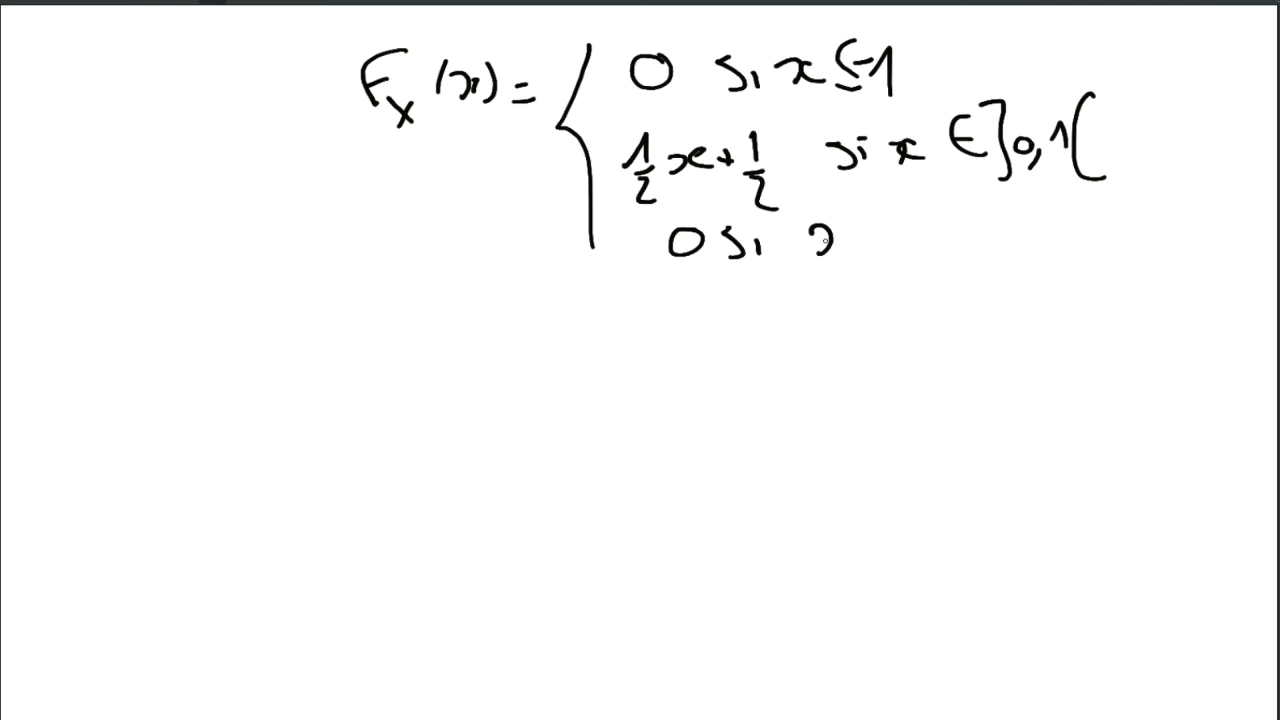 F_X(x) = { 0 si x ≤ -1
1/2 x + 1/2 si x ∈ ]0, 1[
0 si